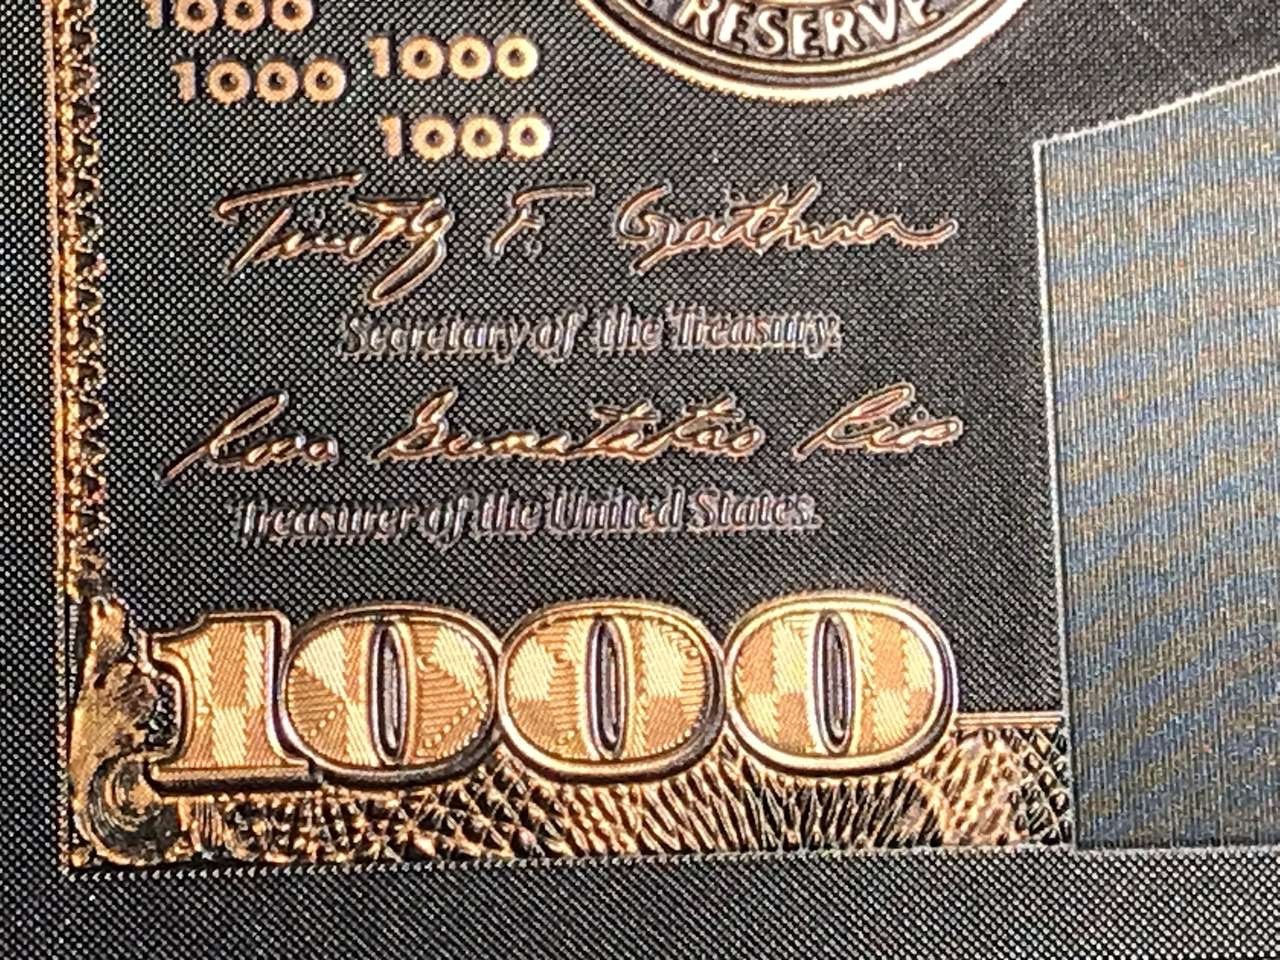 1000
RESERVE
1000 1000
1000
Timothy F. Geithner
Secretary of the Treasury.
Rosa Gumataotao Rios
Treasurer of the United States.
1000